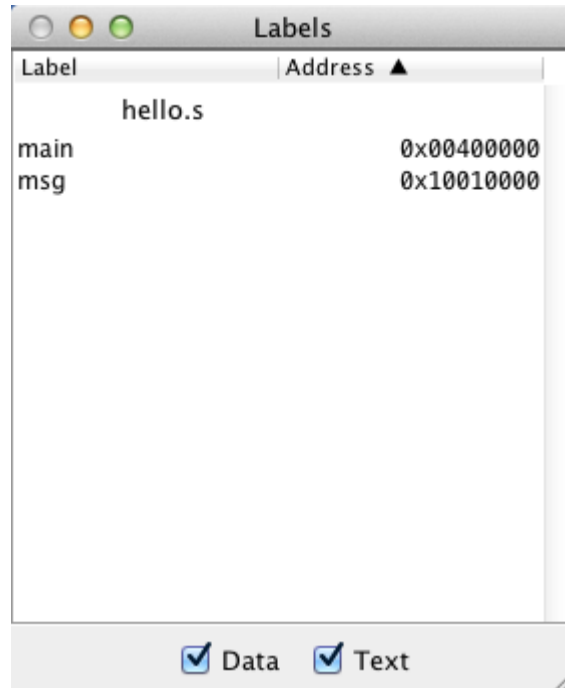 Labels
Label Address ▲
hello.s
main 0x00400000
msg 0x10010000
Data Text